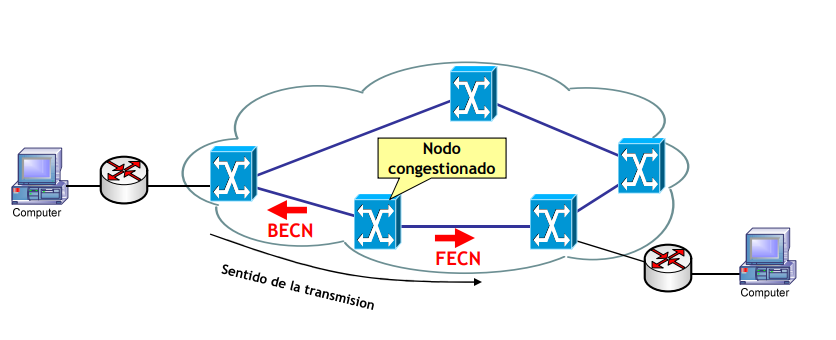 Nodo
congestionado
Computer
BECN
FECN
Sentido de la transmision
Computer